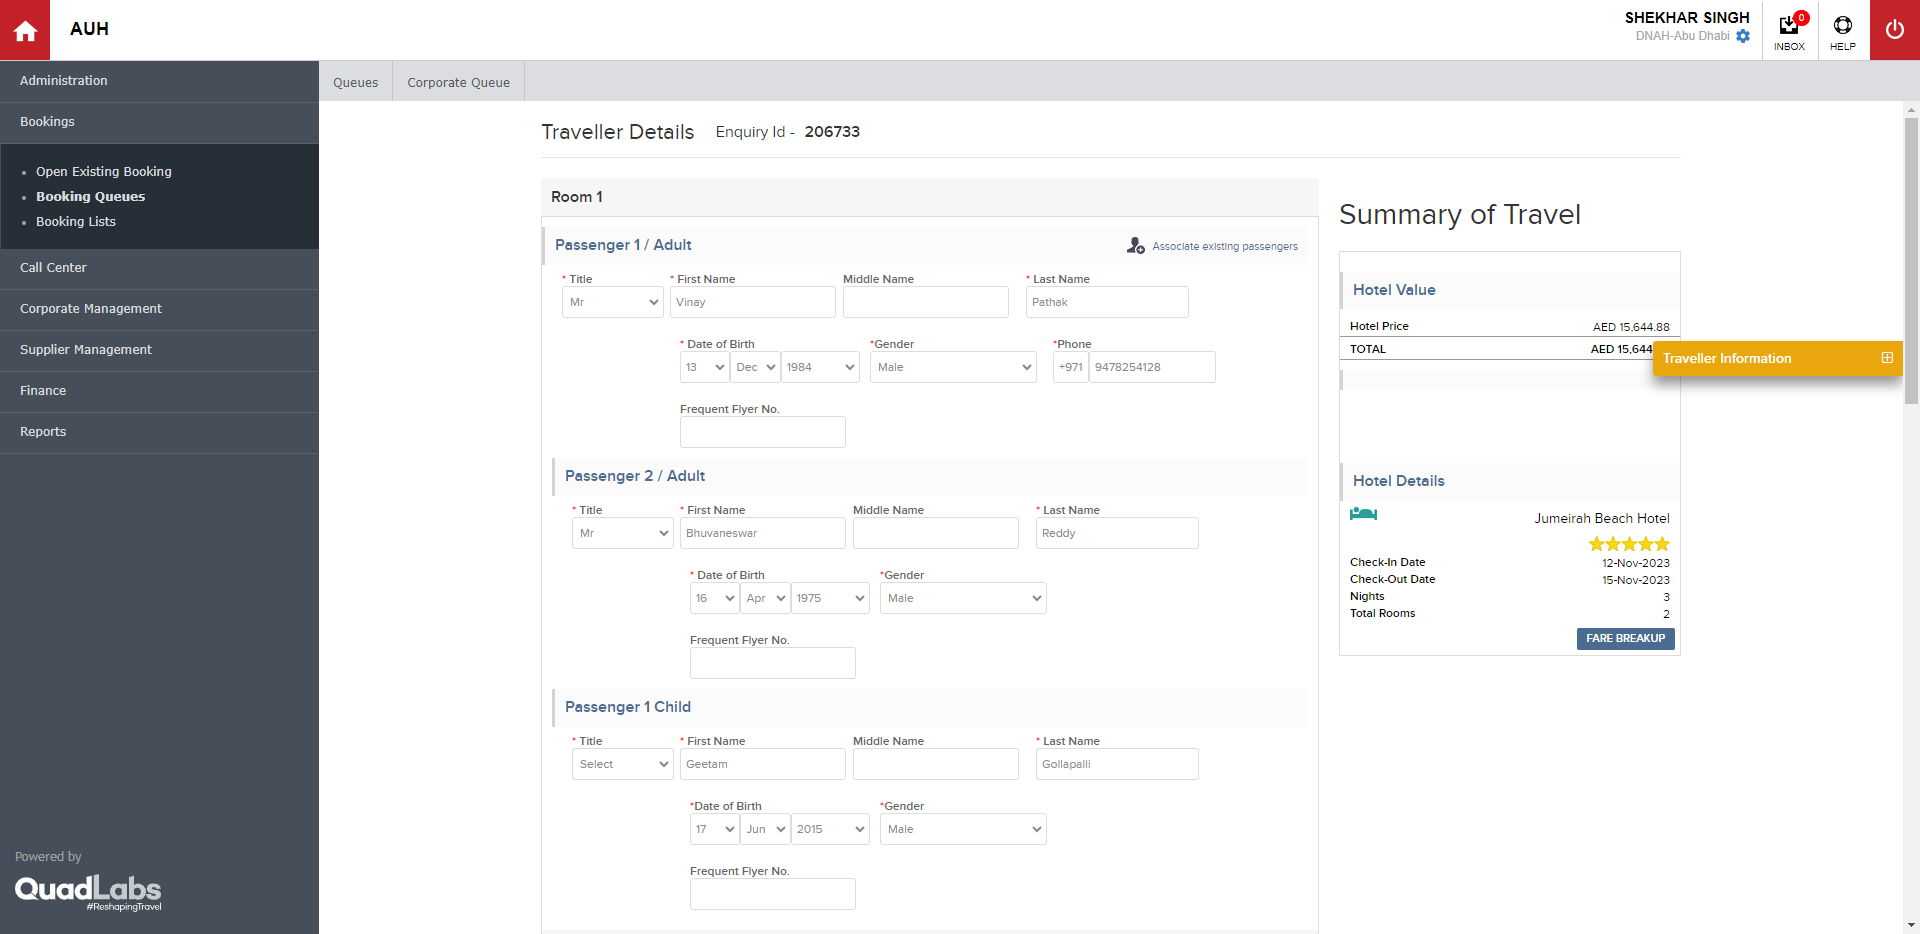 AUH
SHEKHAR SINGH
DNAH-Abu Dhabi
0
INBOX
HELP
Administration
Bookings
Open Existing Booking
Booking Queues
Booking Lists
Call Center
Corporate Management
Supplier Management
Finance
Reports
Powered by
QuadLabs
#ReshapingTravel
Queues
Corporate Queue
Traveller Details
Enquiry Id - 206733
Room 1
Passenger 1 / Adult
Associate existing passengers
* Title * First Name Middle Name * Last Name
Mr Vinay Pathak
* Date of Birth *Gender *Phone
13 Dec 1984 Male +971 9478254128
Frequent Flyer No.
Passenger 2 / Adult
* Title * First Name Middle Name * Last Name
Mr Bhuvaneswar Reddy
* Date of Birth *Gender
16 Apr 1975 Male
Frequent Flyer No.
Passenger 1 Child
* Title * First Name Middle Name * Last Name
Select Geetam Gollapalli
*Date of Birth *Gender
17 Jun 2015 Male
Frequent Flyer No.
Summary of Travel
Hotel Value
Hotel Price AED 15,644.88
TOTAL AED 15,644
Traveller Information
Hotel Details
Jumeirah Beach Hotel
Check-In Date 12-Nov-2023
Check-Out Date 15-Nov-2023
Nights 3
Total Rooms 2
FARE BREAKUP